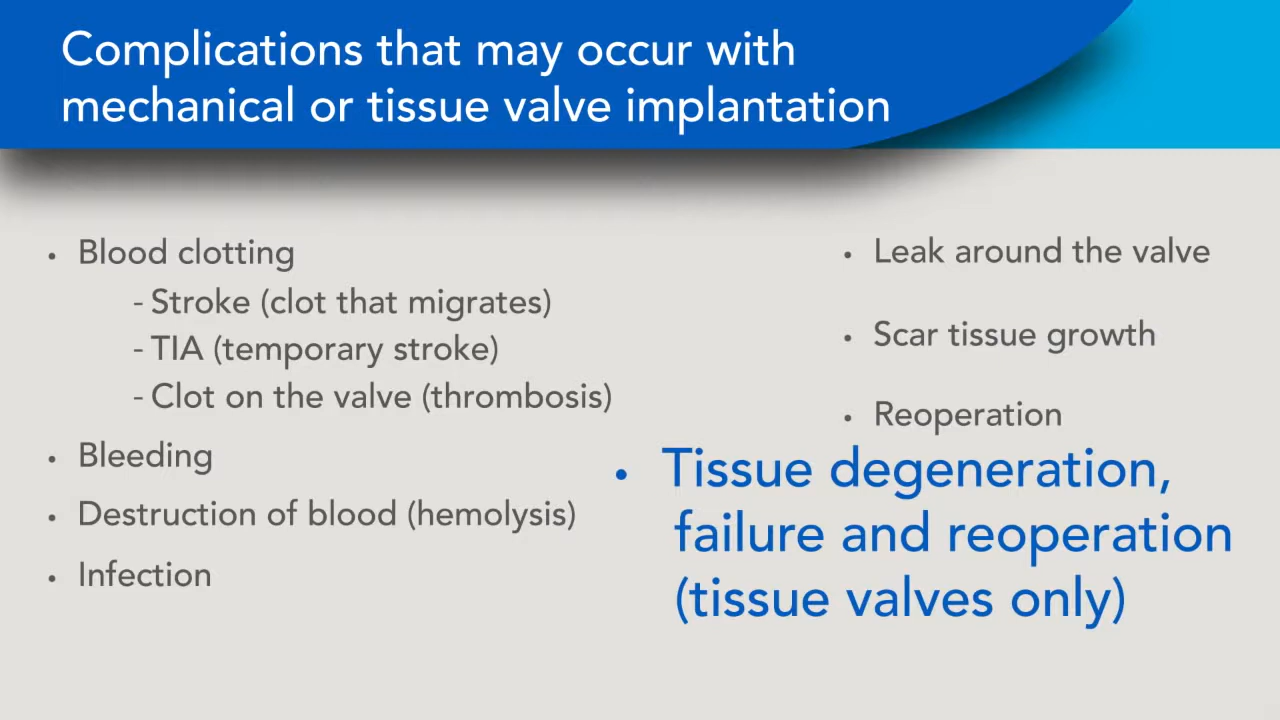 Complications that may occur with
mechanical or tissue valve implantation
• Blood clotting
- Stroke (clot that migrates)
- TIA (temporary stroke)
- Clot on the valve (thrombosis)
• Bleeding
• Destruction of blood (hemolysis)
• Infection
• Leak around the valve
• Scar tissue growth
• Reoperation
• Tissue degeneration,
failure and reoperation
(tissue valves only)